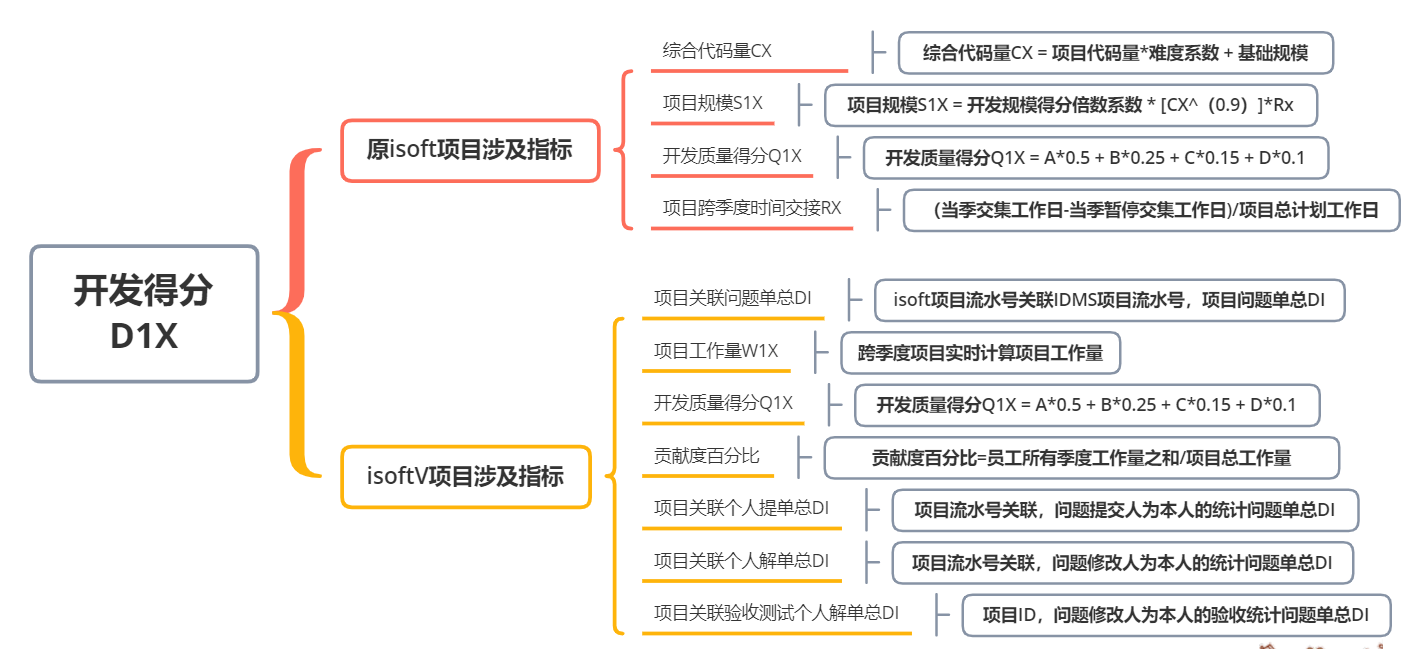 开发得分
D1X
原isoft项目涉及指标
综合代码量CX
综合代码量CX = 项目代码量*难度系数 + 基础规模
项目规模S1X
项目规模S1X = 开发规模得分倍数系数 * [CX^（0.9）]*Rx
开发质量得分Q1X
开发质量得分Q1X = A*0.5 + B*0.25 + C*0.15 + D*0.1
项目跨季度时间交接RX
（当季交集工作日-当季暂停交集工作日)/项目总计划工作日
isoftV项目涉及指标
项目关联问题单总DI
isoft项目流水号关联IDMS项目流水号，项目问题单总DI
项目工作量W1X
跨季度项目实时计算项目工作量
开发质量得分Q1X
开发质量得分Q1X = A*0.5 + B*0.25 + C*0.15 + D*0.1
贡献度百分比
贡献度百分比=员工所有季度工作量之和/项目总工作量
项目关联个人提单总DI
项目流水号关联，问题提交人为本人的统计问题单总DI
项目关联个人解单总DI
项目流水号关联，问题修改人为本人的统计问题单总DI
项目关联验收测试个人解单总DI
项目ID，问题修改人为本人的验收统计问题单总DI